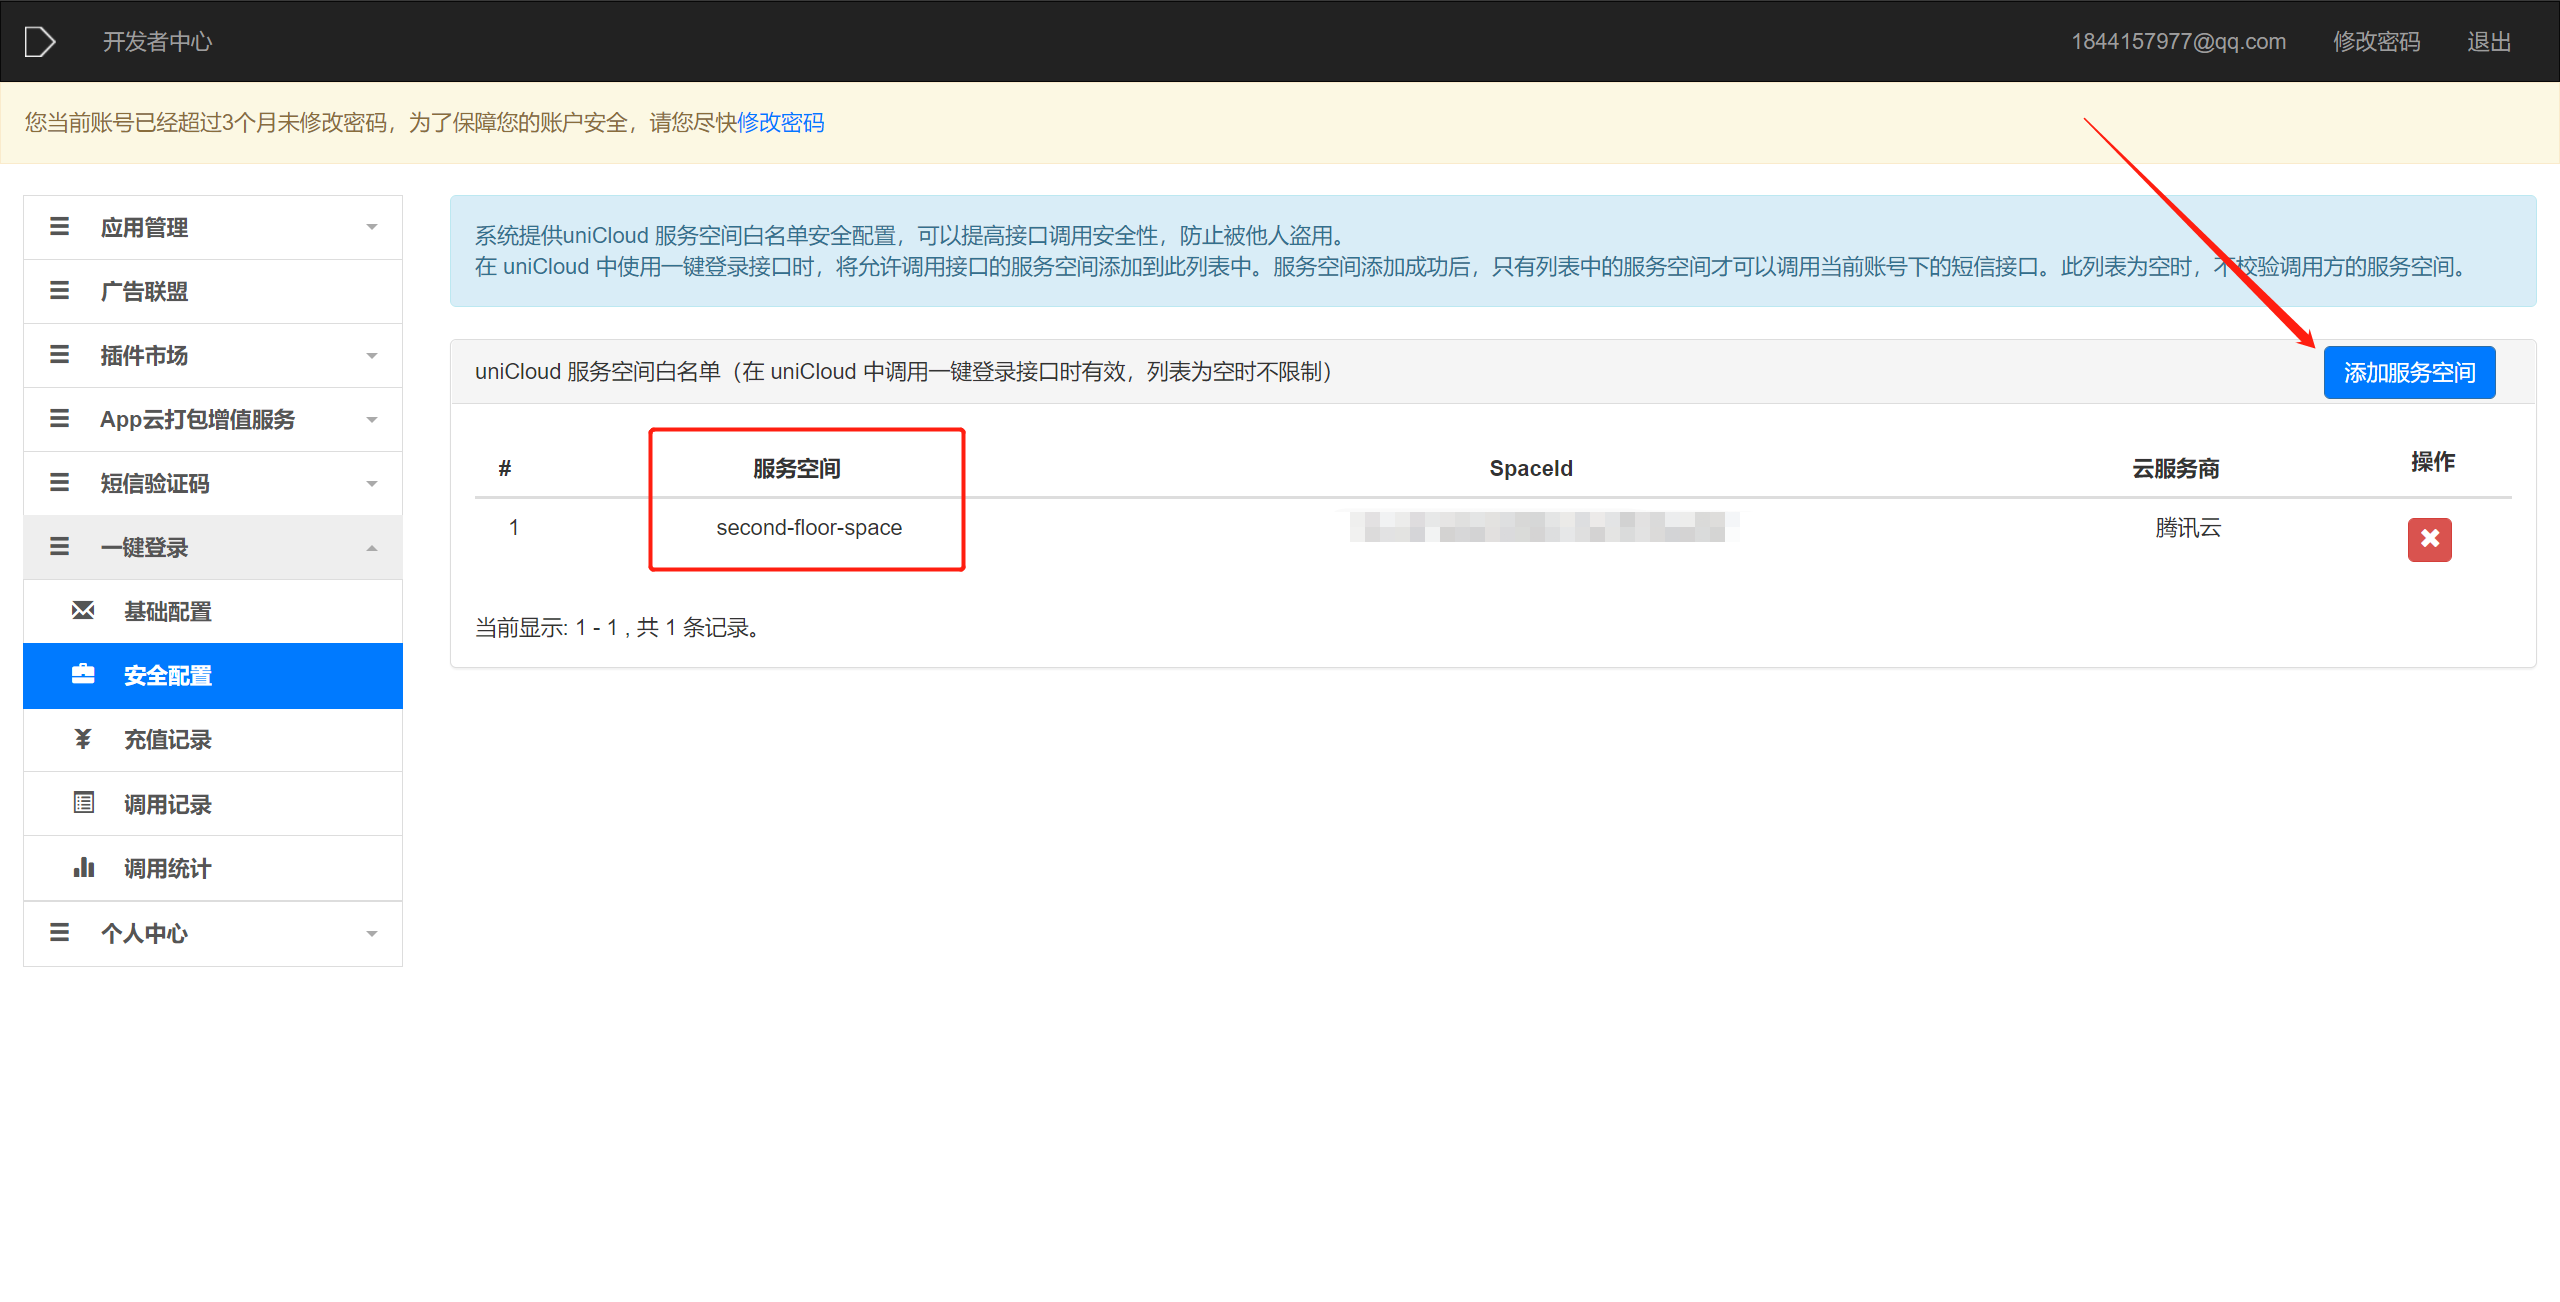 开发者中心
1844157977@qq.com
修改密码
退出
您当前账号已经超过3个月未修改密码，为了保障您的账户安全，请您尽快修改密码
应用管理
广告联盟
插件市场
App云打包增值服务
短信验证码
一键登录
基础配置
安全配置
充值记录
调用记录
调用统计
个人中心
系统提供uniCloud 服务空间白名单安全配置，可以提高接口调用安全性，防止被他人盗用。
在 uniCloud 中使用一键登录接口时，将允许调用接口的服务空间添加到此列表中。服务空间添加成功后，只有列表中的服务空间才可以调用当前账号下的短信接口。此列表为空时，不校验调用方的服务空间。
uniCloud 服务空间白名单（在 uniCloud 中调用一键登录接口时有效，列表为空时不限制）
添加服务空间
# 服务空间 SpaceId 云服务商 操作
1 second-floor-space 腾讯云
当前显示: 1 - 1 , 共 1 条记录。